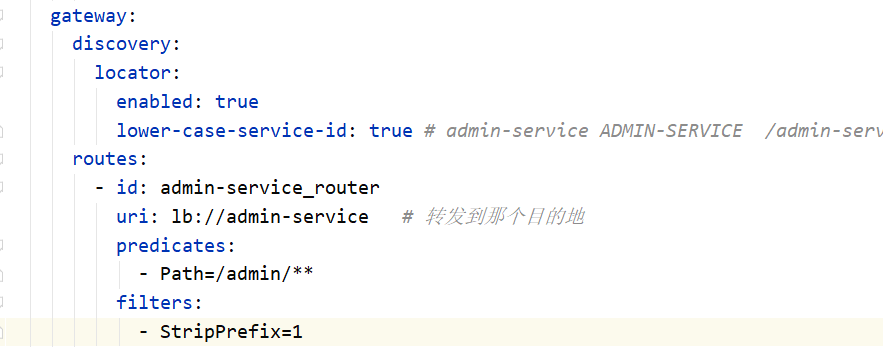 gateway:
discovery:
locator:
enabled: true
lower-case-service-id: true # admin-service ADMIN-SERVICE /admin-serv
routes:
- id: admin-service_router
uri: lb://admin-service # 转发到那个目的地
predicates:
- Path=/admin/**
filters:
- StripPrefix=1